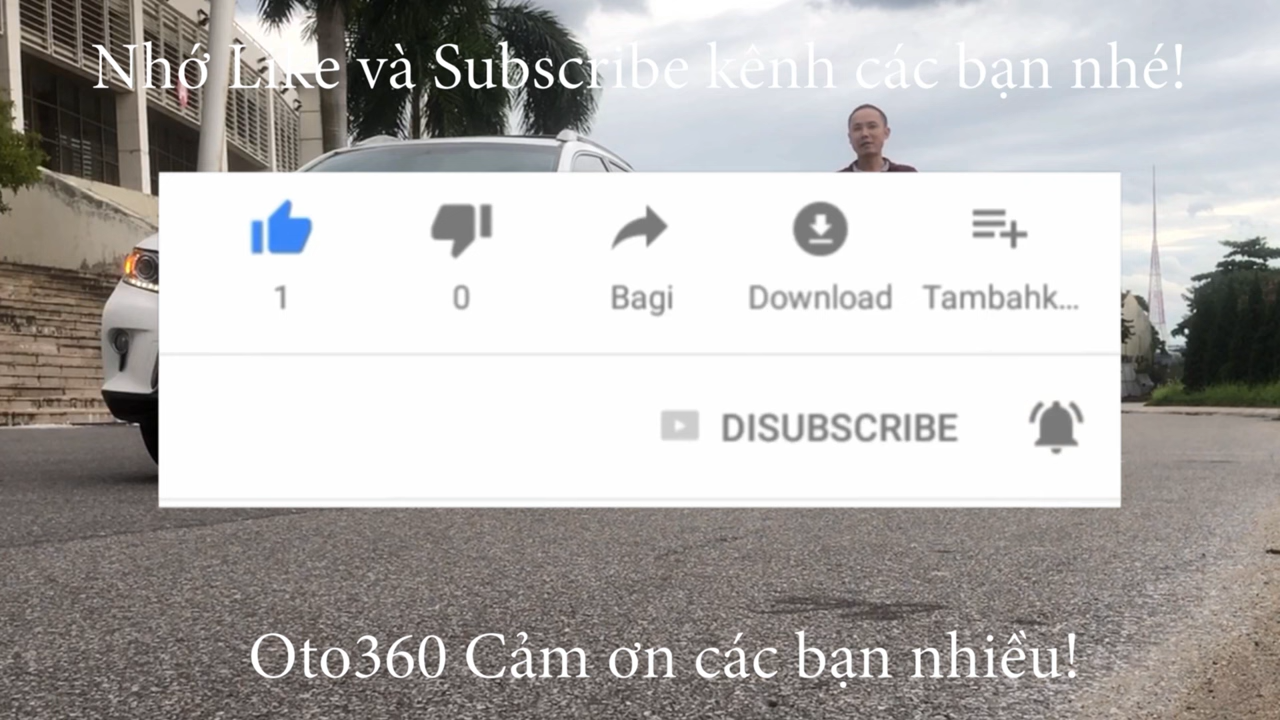 Nhớ Like và Subscribe kênh các bạn nhé!
1 0 Bagi Download Tambahk...
DISUBSCRIBE
Oto360 Cảm ơn các bạn nhiều!